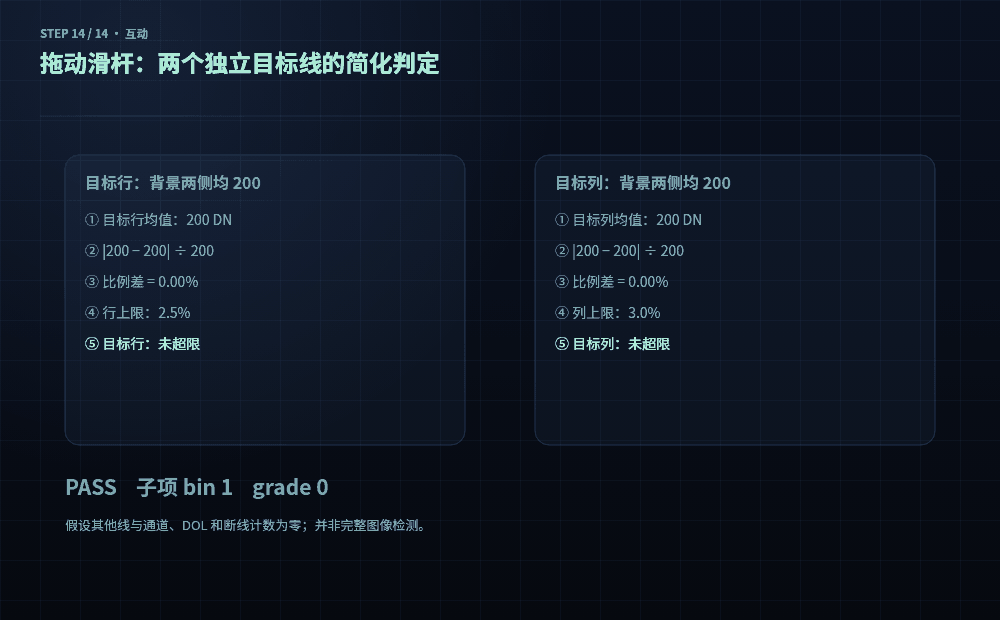 STEP 14 / 14 · 互动
拖动滑杆：两个独立目标线的简化判定
目标行：背景两侧均 200
① 目标行均值：200 DN
② |200 − 200| ÷ 200
③ 比例差 = 0.00%
④ 行上限：2.5%
⑤ 目标行：未超限
目标列：背景两侧均 200
① 目标列均值：200 DN
② |200 − 200| ÷ 200
③ 比例差 = 0.00%
④ 列上限：3.0%
⑤ 目标列：未超限
PASS 子项 bin 1 grade 0
假设其他线与通道、DOL 和断线计数为零；并非完整图像检测。